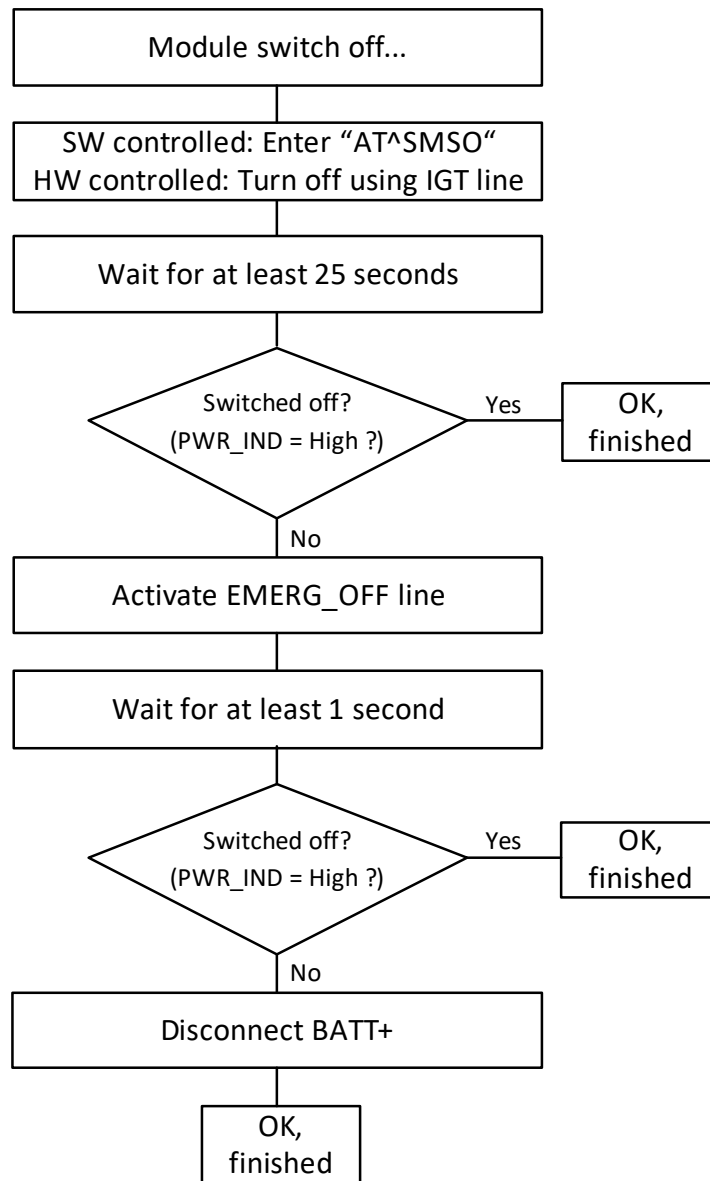 Module switch off...
SW controlled: Enter “AT^SMSO“
HW controlled: Turn off using IGT line
Wait for at least 25 seconds
Switched off?
(PWR_IND = High ?)
Yes
OK,
finished
No
Activate EMERG_OFF line
Wait for at least 1 second
Switched off?
(PWR_IND = High ?)
Yes
OK,
finished
No
Disconnect BATT+
OK,
finished